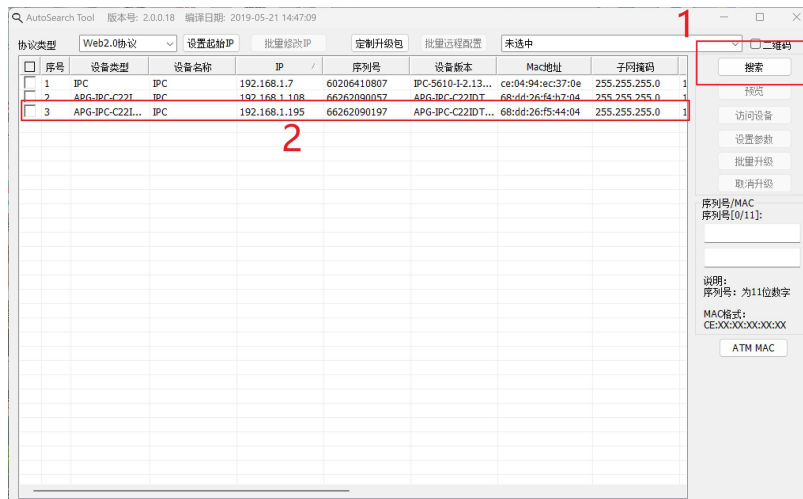 AutoSearch Tool 版本号: 2.0.0.18 编译日期: 2019-05-21 14:47:09
1
协议类型 Web2.0协议 设置起始IP 批量修改IP 定制升级包 批量远程配置 未选中 二维码
序号 设备类型 设备名称 IP 序列号 设备版本 Mac地址 子网掩码 搜索
1 IPC IPC 192.168.1.7 60206410807 IPC-5610-I-2.13... ce:04:94:ec:37:0e 255.255.255.0 1
预览
2 APG-IPC-C22I... IPC 192.168.1.108 66262090057 APG-IPC-C22IDT... 68:dd:26:f4:b7:04 255.255.255.0 1
3 APG-IPC-C22I... IPC 192.168.1.195 66262090197 APG-IPC-C22IDT... 68:dd:26:f5:44:04 255.255.255.0 1
访问设备
2
设置参数
批量升级
取消升级
序列号/MAC
序列号[0/11]:
说明:
序列号: 为11位数字
MAC格式:
CE:XX:XX:XX:XX:XX
ATM MAC